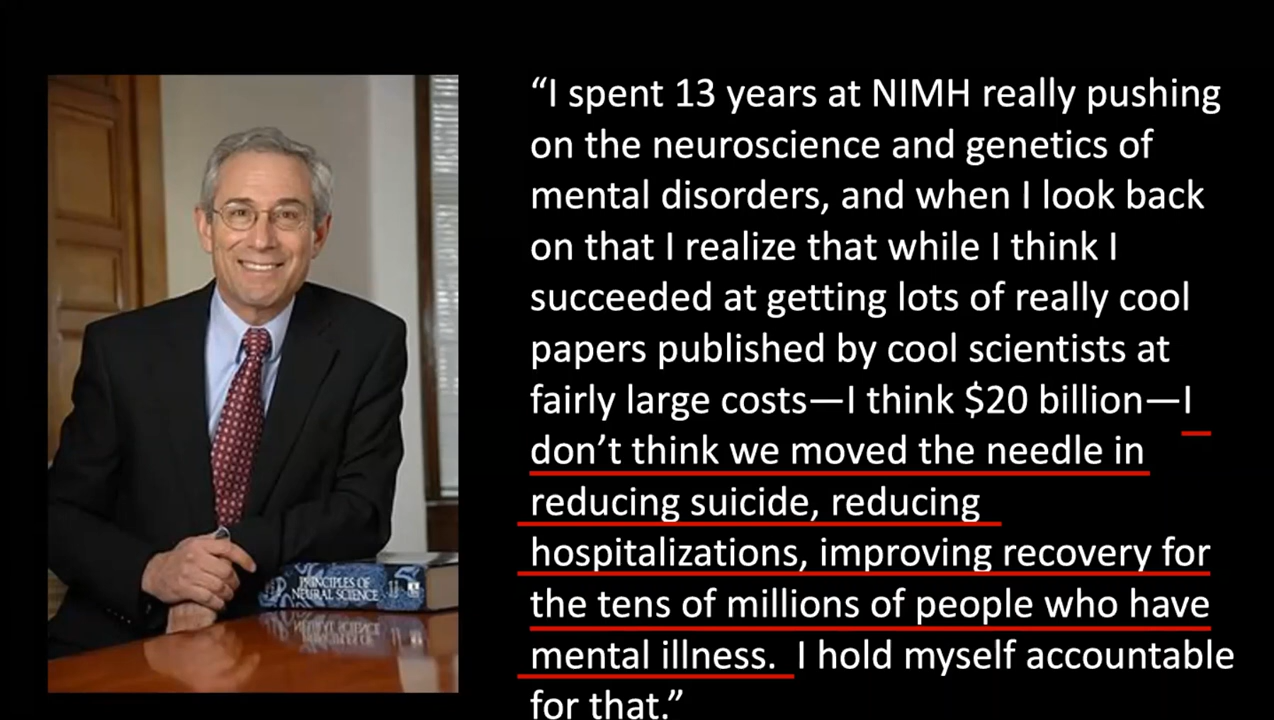 “I spent 13 years at NIMH really pushing
on the neuroscience and genetics of
mental disorders, and when I look back
on that I realize that while I think I
succeeded at getting lots of really cool
papers published by cool scientists at
fairly large costs—I think $20 billion—I
don’t think we moved the needle in
reducing suicide, reducing
hospitalizations, improving recovery for
the tens of millions of people who have
mental illness.  I hold myself accountable
for that.”
PRINCIPLES OF
NEURAL SCIENCE